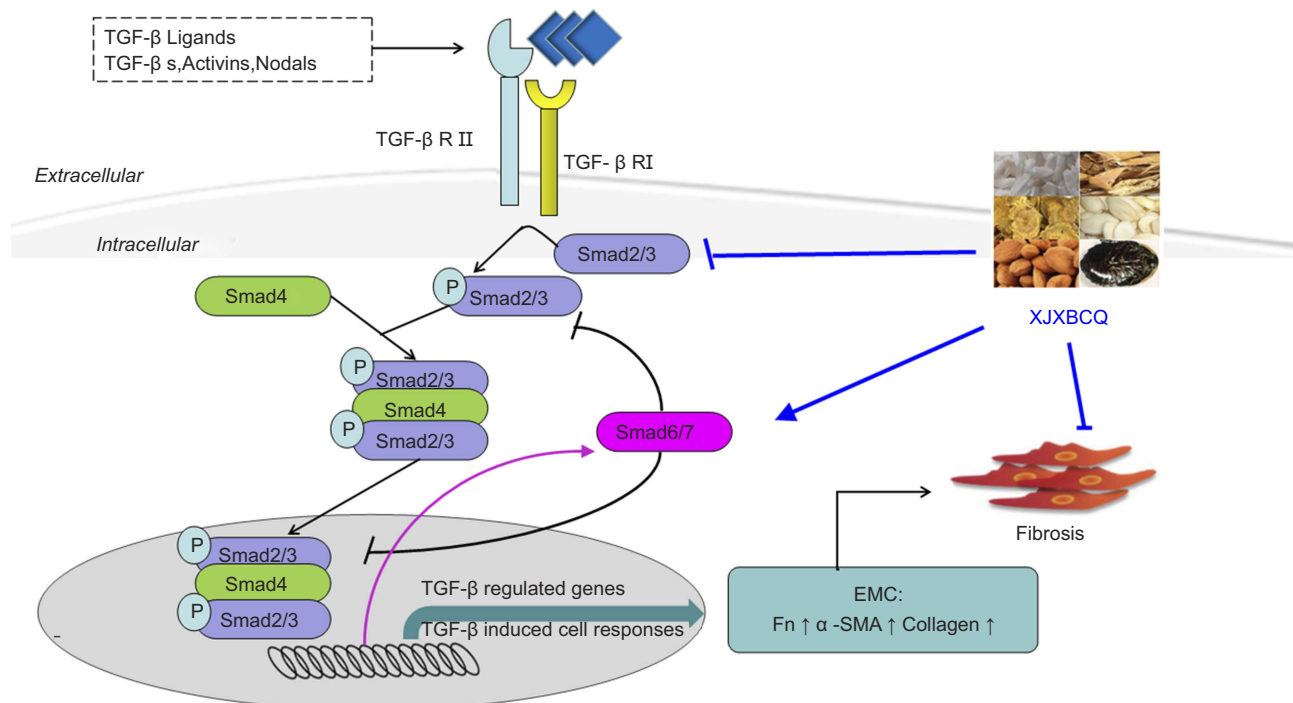 TGF-β Ligands
TGF-β s,Activins,Nodals
TGF-β R II
TGF- β RI
Extracellular
Intracellular
Smad2/3
P
Smad2/3
Smad4
XJXBCQ
P
Smad2/3
Smad4
P
Smad2/3
Smad6/7
Fibrosis
P
Smad2/3
Smad4
P
Smad2/3
TGF-β regulated genes
TGF-β induced cell responses
EMC:
Fn ↑ α -SMA ↑ Collagen ↑